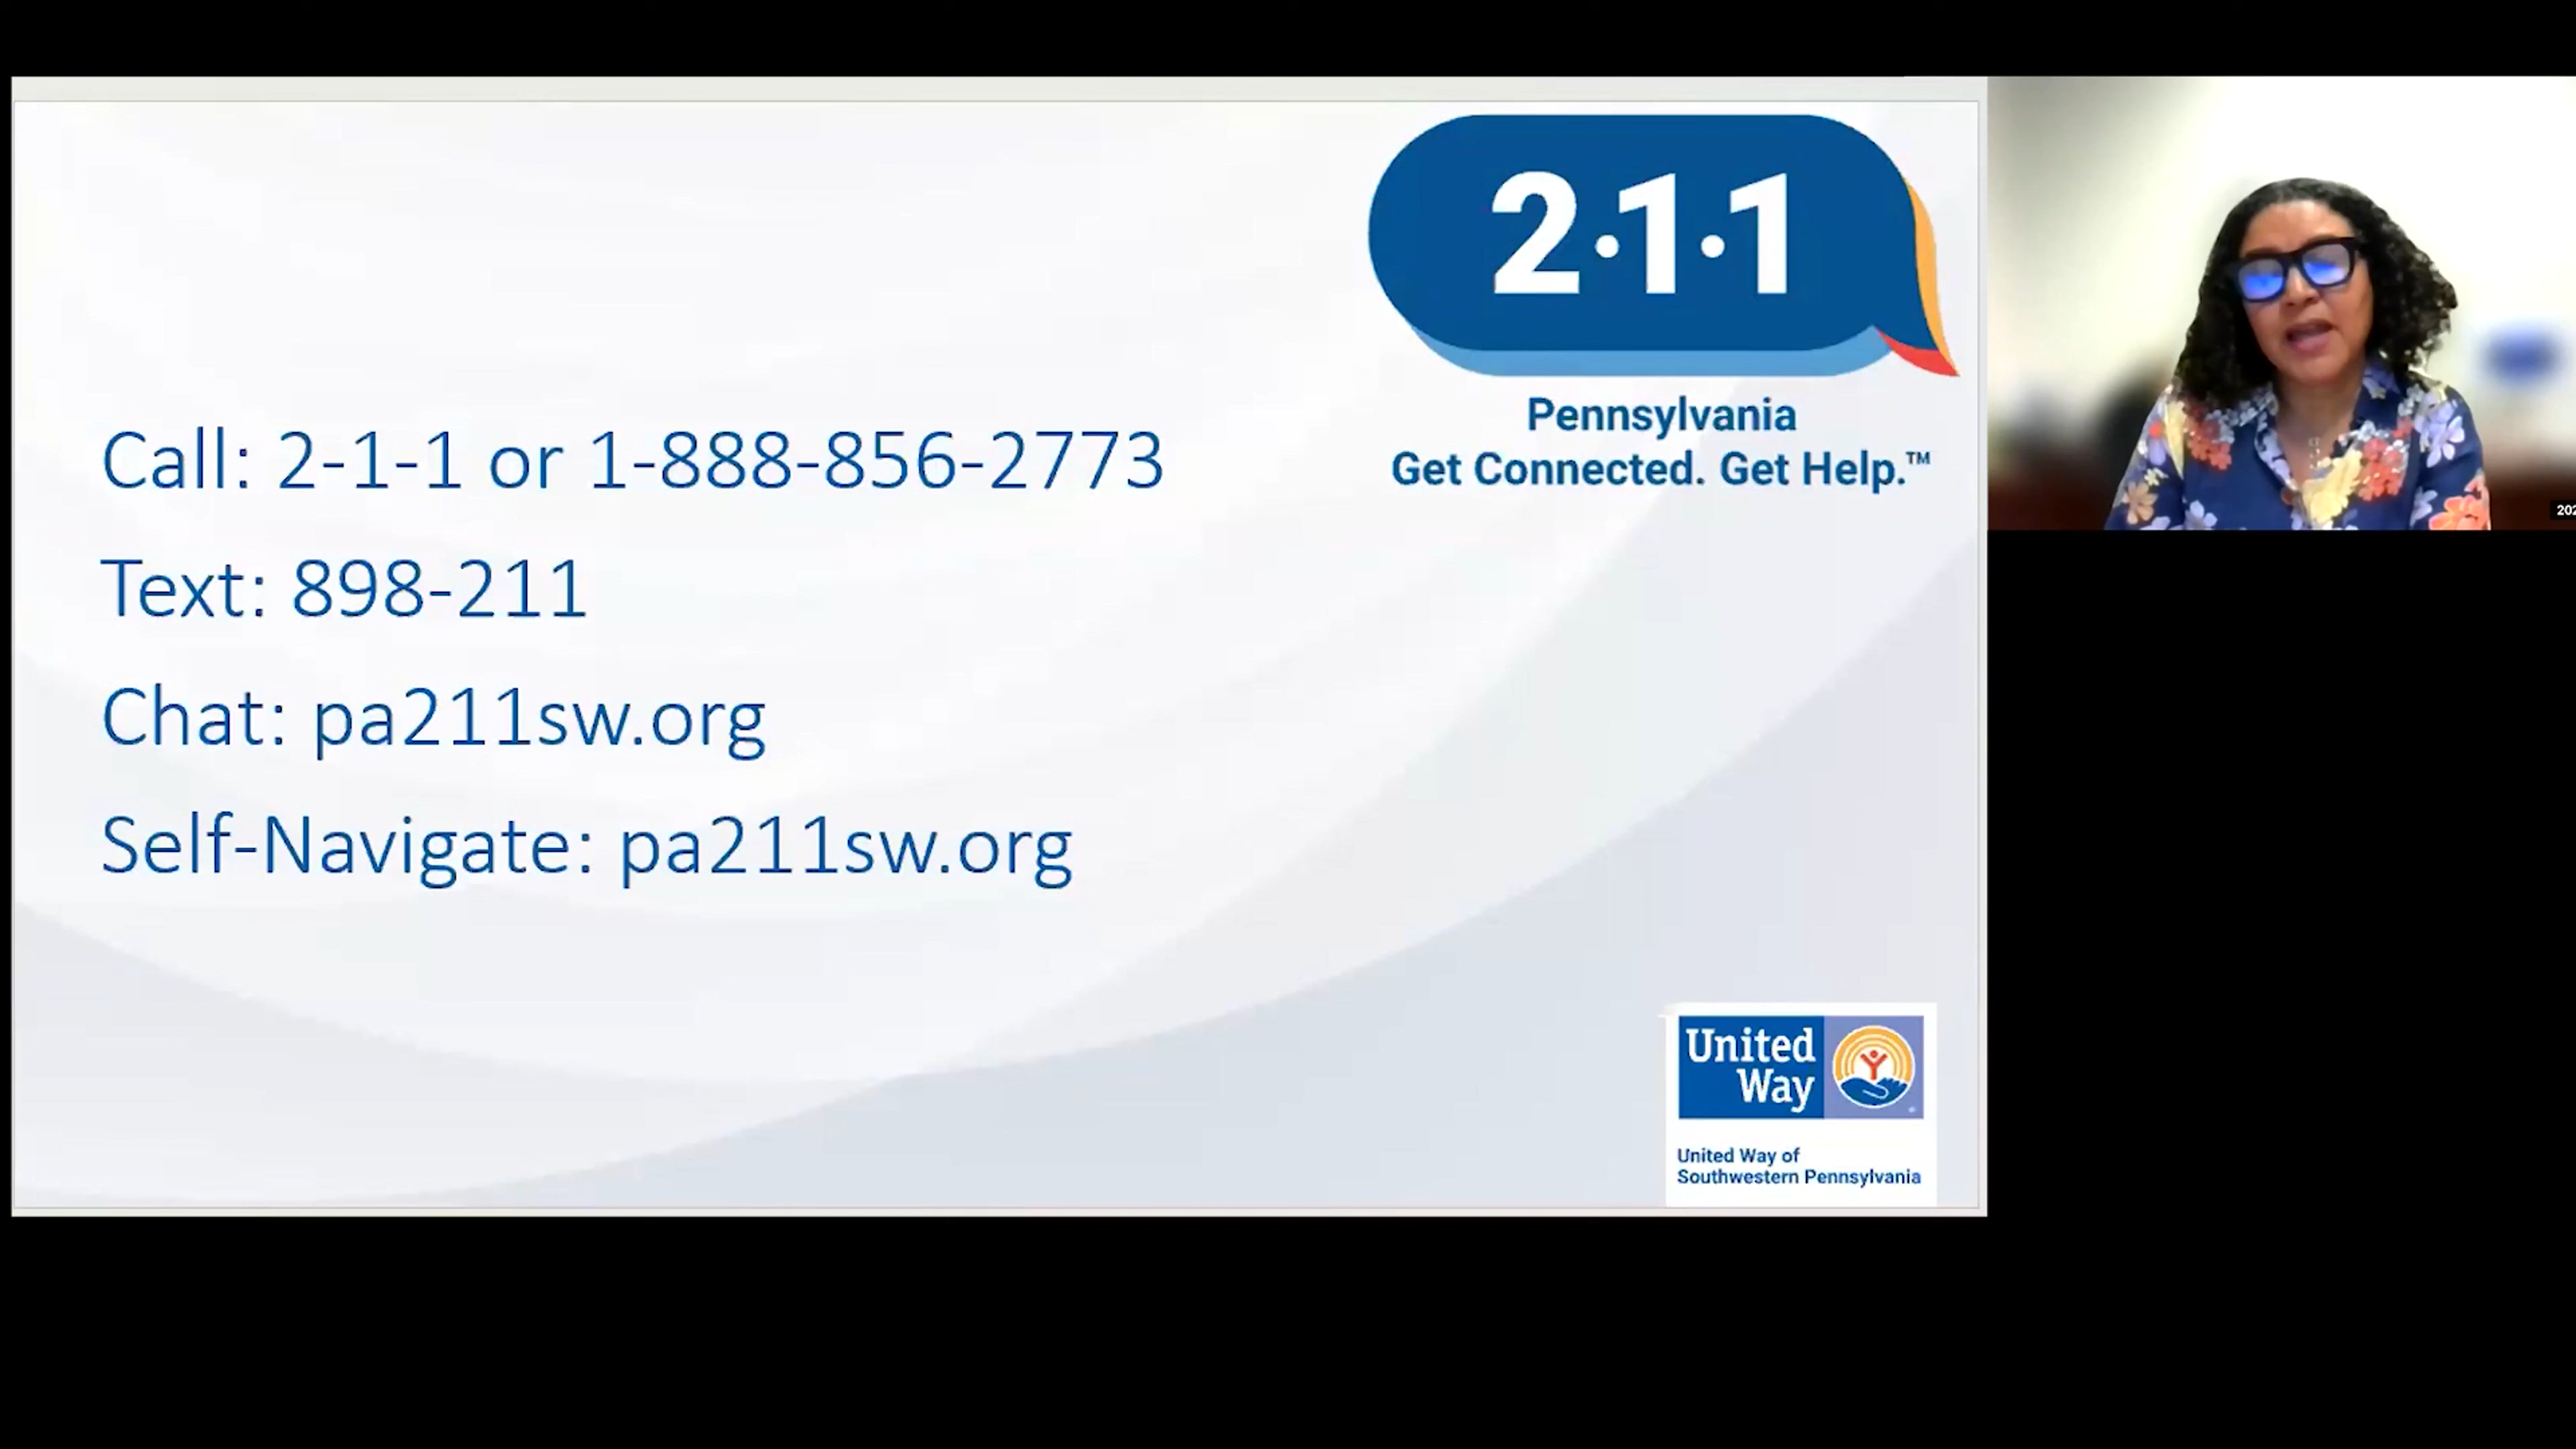 2·1·1
Pennsylvania
Get Connected. Get Help.™
Call: 2-1-1 or 1-888-856-2773
Text: 898-211
Chat: pa211sw.org
Self-Navigate: pa211sw.org
United
Way
United Way of
Southwestern Pennsylvania